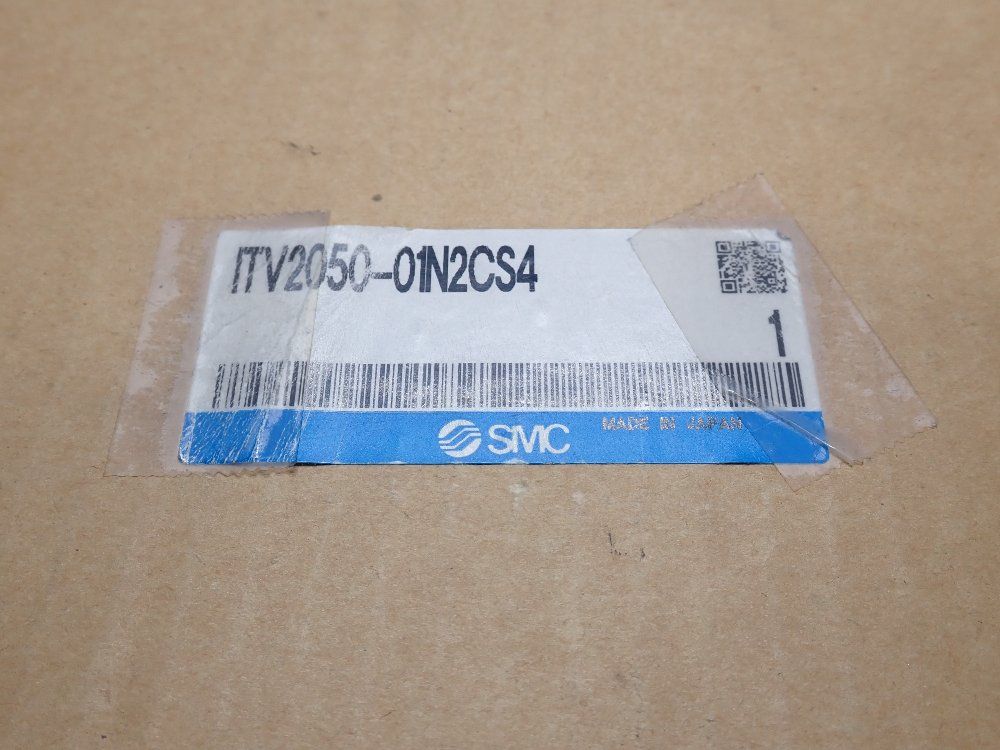 ITV2050-01N2CS4
1
SMC MADE IN JAPAN